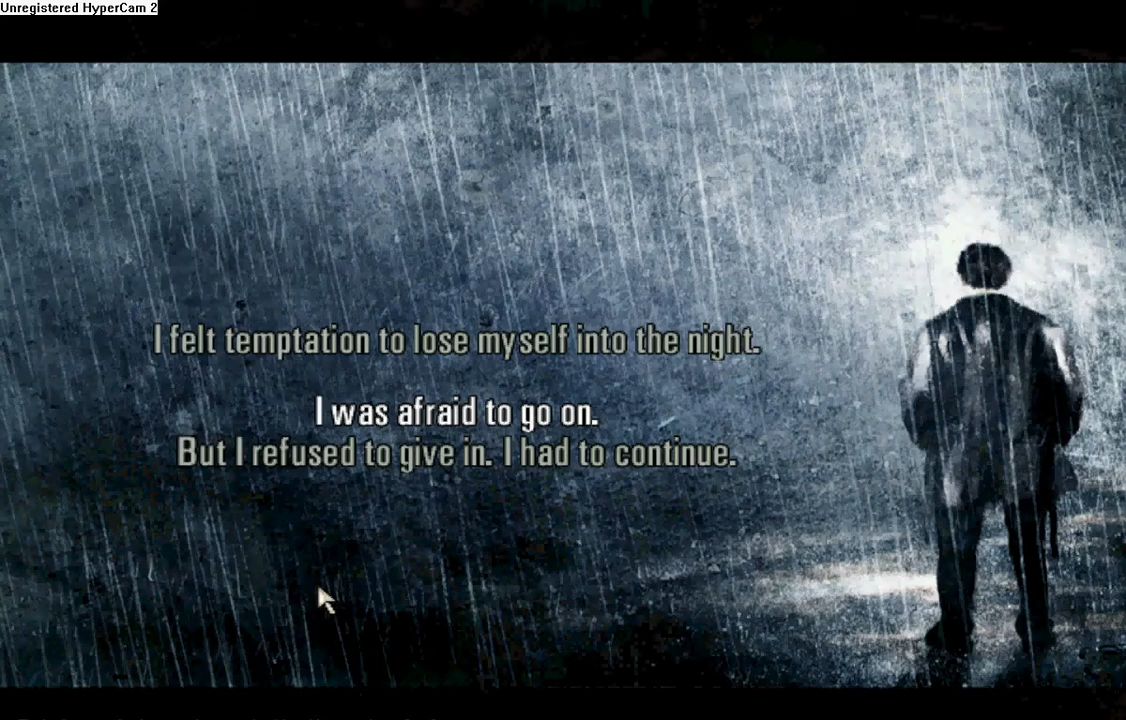 Unregistered HyperCam 2
I felt temptation to lose myself into the night.
I was afraid to go on.
But I refused to give in. I had to continue.